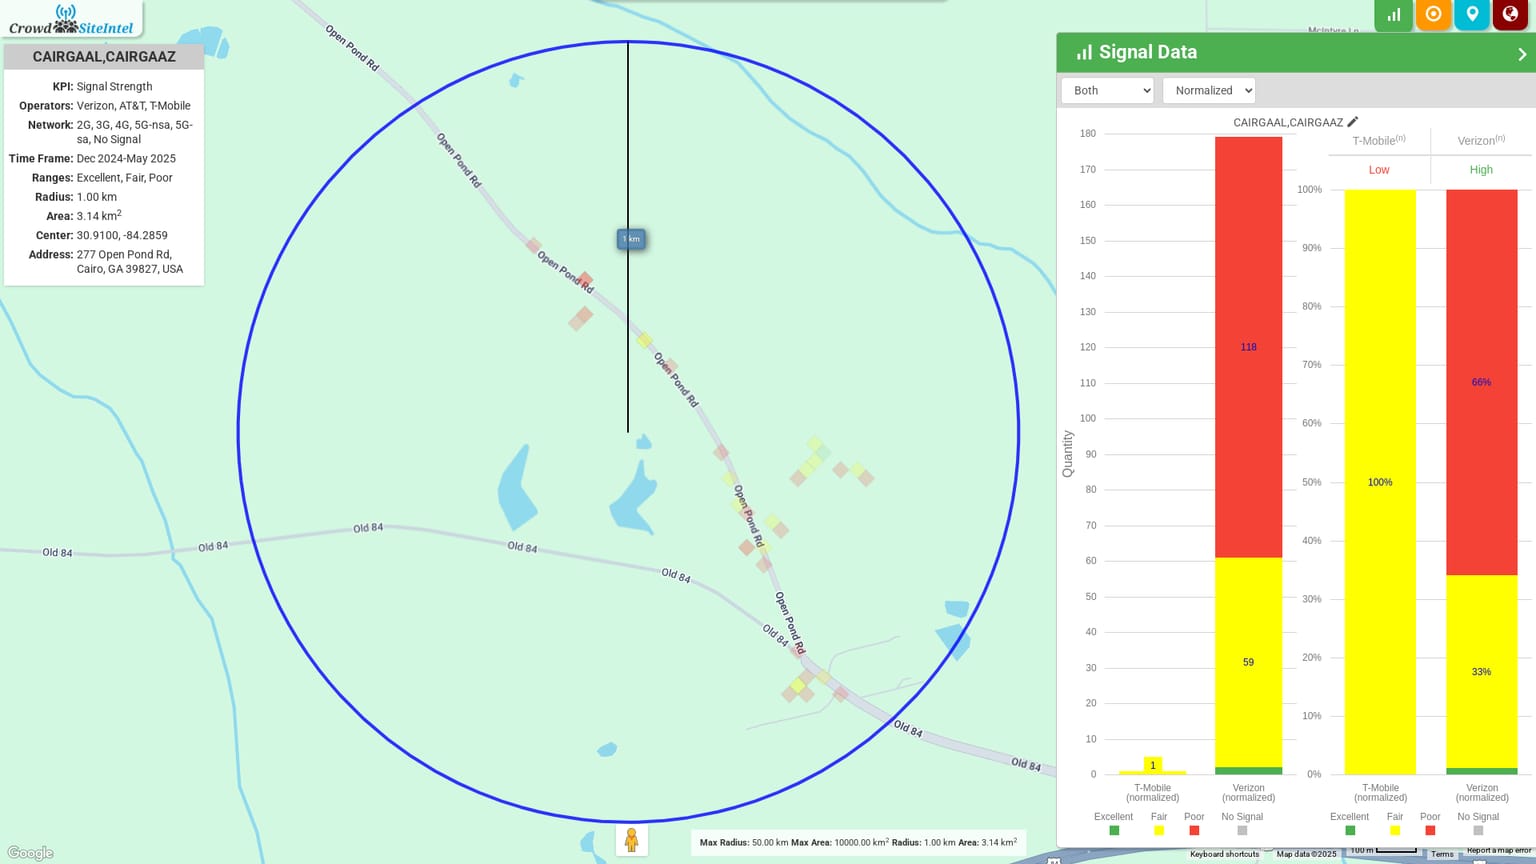 Crowd SiteIntel
CAIRGAAL,CAIRGAAZ
KPI: Signal Strength
Operators: Verizon, AT&T, T-Mobile
Network: 2G, 3G, 4G, 5G-nsa, 5G-
sa, No Signal
Time Frame: Dec 2024-May 2025
Ranges: Excellent, Fair, Poor
Radius: 1.00 km
Area: 3.14 km²
Center: 30.9100, -84.2859
Address: 277 Open Pond Rd,
Cairo, GA 39827, USA
Open Pond Rd
Open Pond Rd
1 km
Open Pond Rd
Open Pond Rd
Open Pond Rd
Open Pond Rd
Old 84
Old 84
Old 84
Old 84
Old 84
Old 84
Old 84
Old 84
McIntyre Ln
Google
Max Radius: 50.00 km Max Area: 10000.00 km² Radius: 1.00 km Area: 3.14 km²
Signal Data
Both
Normalized
CAIRGAAL,CAIRGAAZ
Quantity
180
170
160
150
140
130
120
110
100
90
80
70
60
50
40
30
20
10
0
118
59
1
T-Mobile
(normalized)
Verizon
(normalized)
Excellent Fair Poor No Signal
T-Mobile(n) Verizon(n)
Low High
100%
90%
80%
70%
60%
50%
40%
30%
20%
10%
0%
100%
66%
33%
T-Mobile
(normalized)
Verizon
(normalized)
Excellent Fair Poor No Signal
84
Keyboard shortcuts Map data ©2025 100 m Terms Report a map error